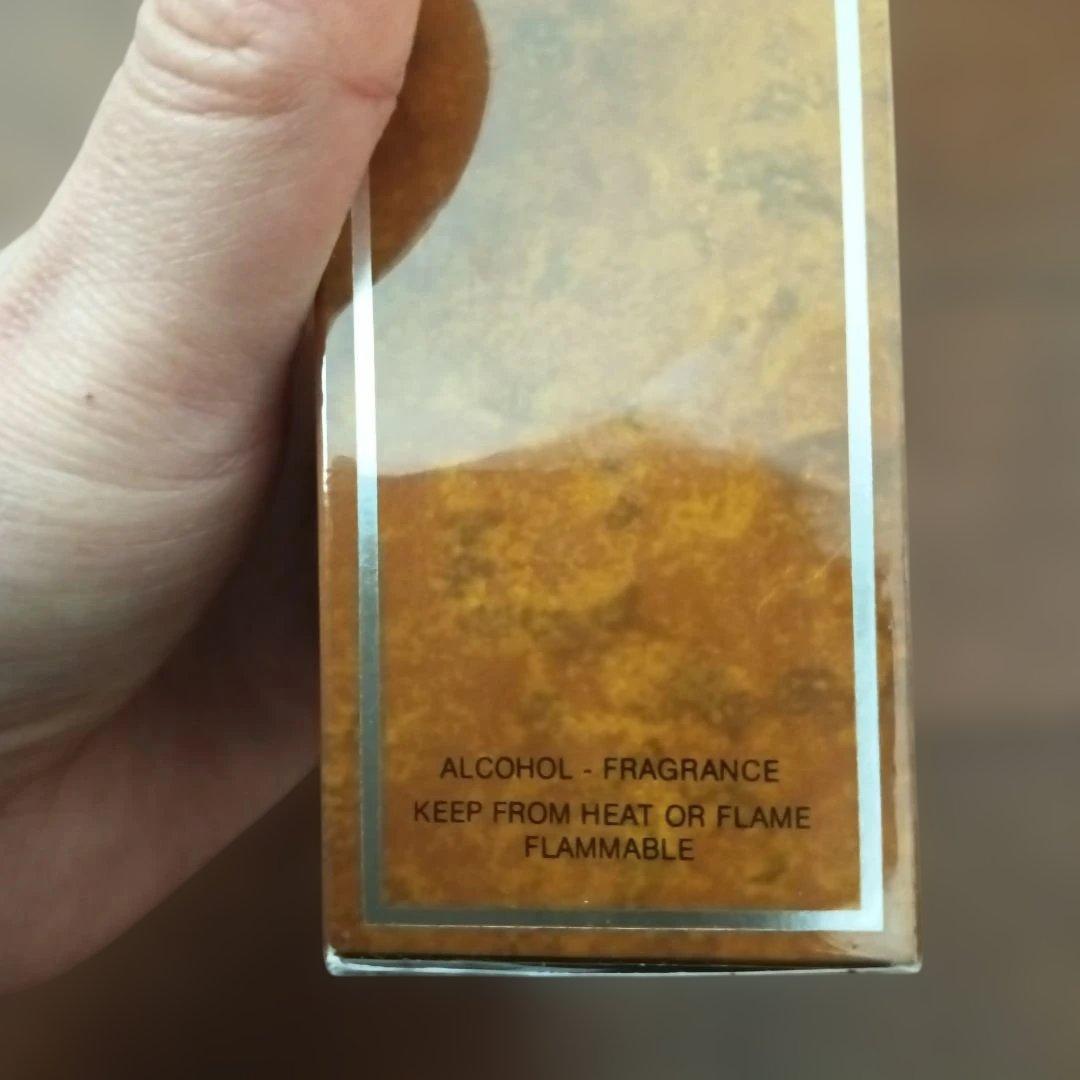 ALCOHOL - FRAGRANCE
KEEP FROM HEAT OR FLAME
FLAMMABLE